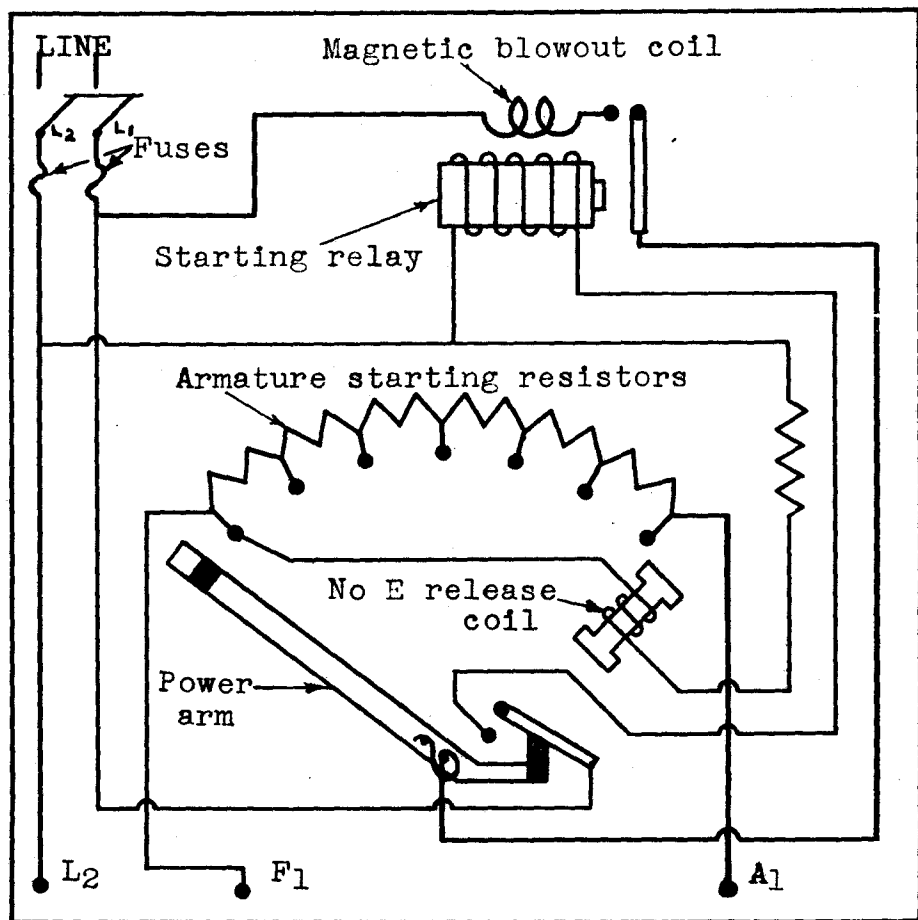 LINE
Magnetic blowout coil
L2 L1
Fuses
Starting relay
Armature starting resistors
No E release
coil
Power
arm
L2
F1
A1